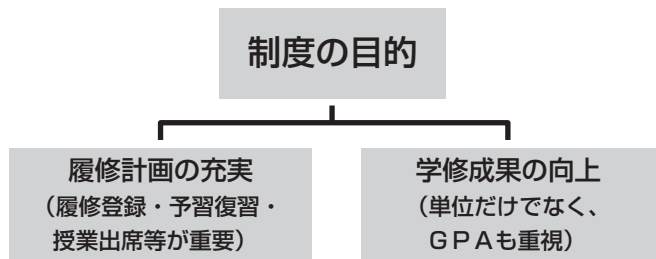 制度の目的
履修計画の充実
(履修登録・予習復習・
授業出席等が重要)
学修成果の向上
(単位だけでなく、
GPAも重視)